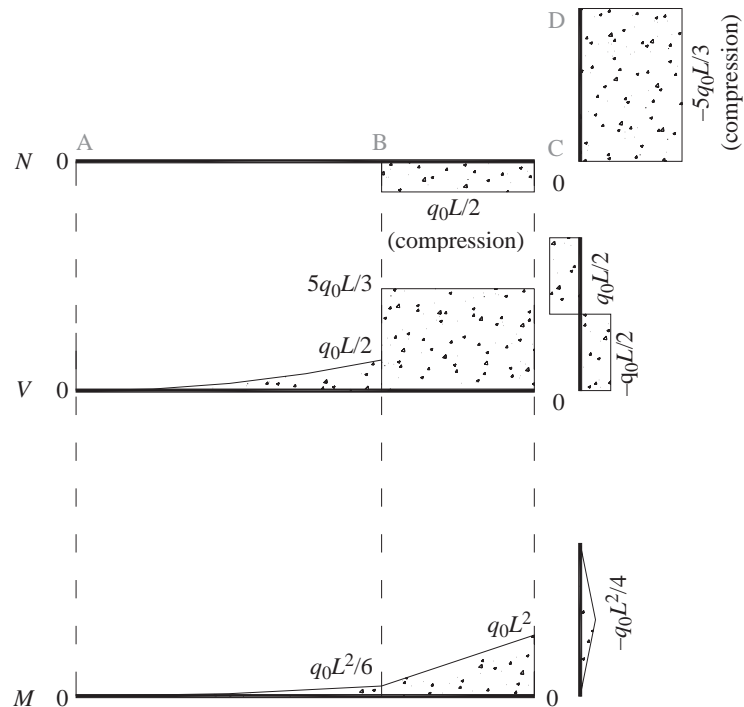 D
−5q₀L/3
(compression)
A
B
C
N
0
0
q₀L/2
(compression)
q₀L/2
−q₀L/2
5q₀L/3
q₀L/2
V
0
0
−q₀L²/4
q₀L²
q₀L²/6
M
0
0